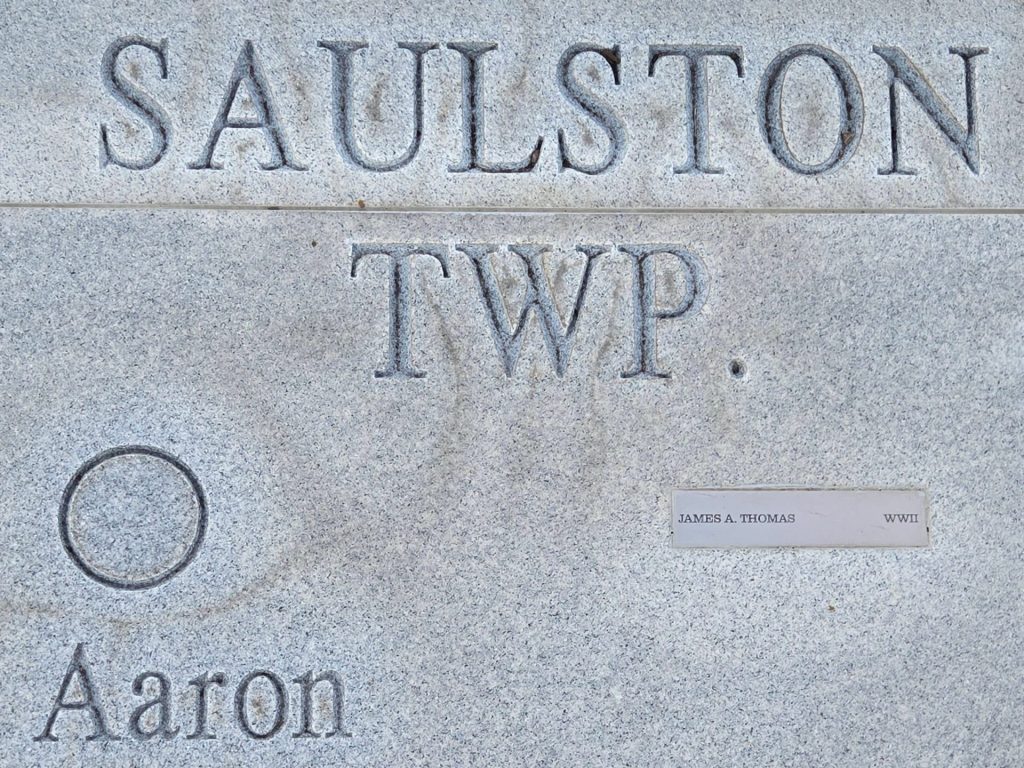 SAULSTON
TWP.
JAMES A. THOMAS WWII
Aaron